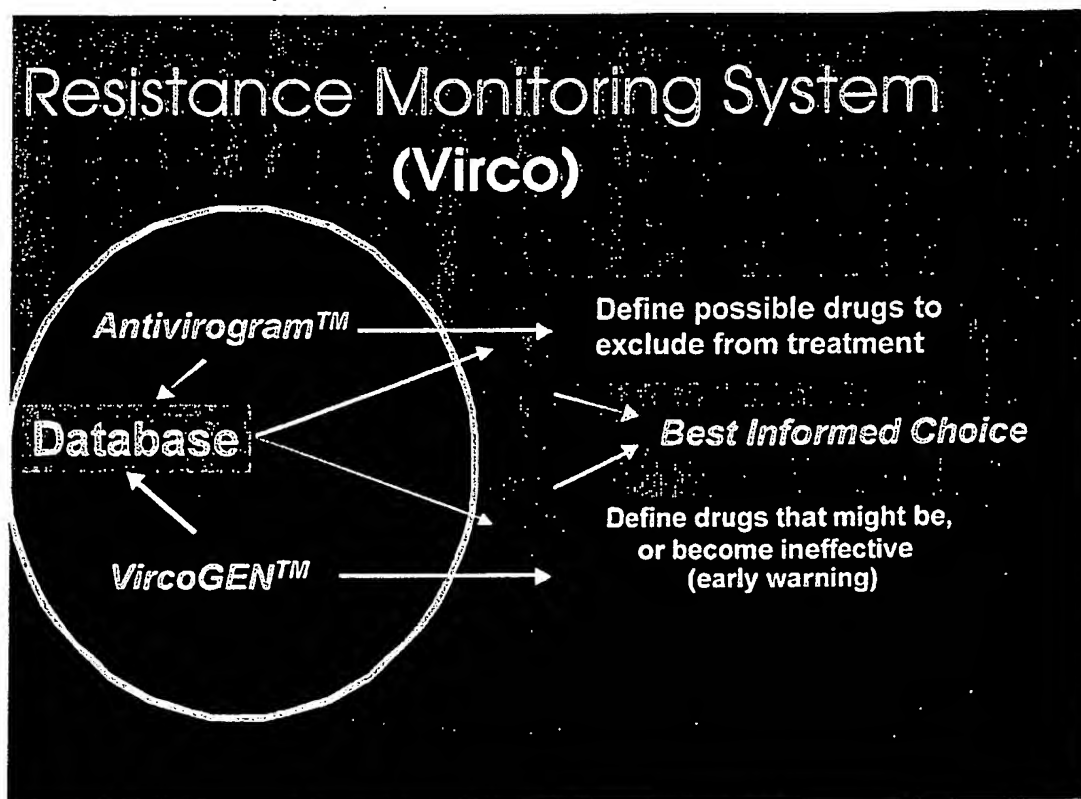 Resistance Monitoring System
(Virco)
Antivirogram™
Database
VircoGEN™
Define possible drugs to
exclude from treatment
Best Informed Choice
Define drugs that might be,
or become ineffective
(early warning)